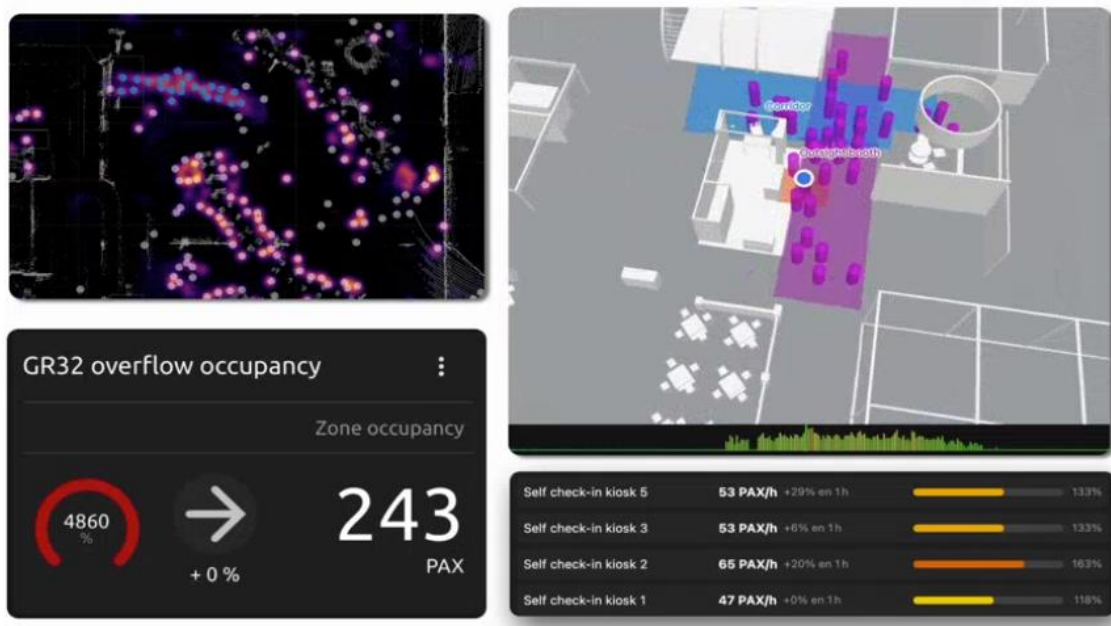 Corridor
Outsight booth
GR32 overflow occupancy
Zone occupancy
4860
%
+ 0 %
243
PAX
Self check-in kiosk 5 53 PAX/h +29% en 1h 133%
Self check-in kiosk 3 53 PAX/h +6% en 1h 133%
Self check-in kiosk 2 65 PAX/h +20% en 1h 163%
Self check-in kiosk 1 47 PAX/h +0% en 1h 118%